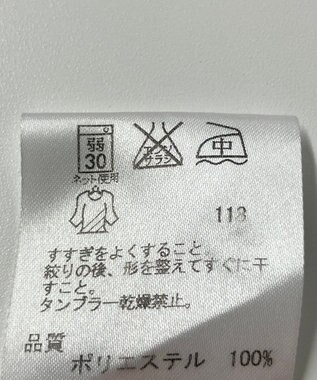 弱
30
エンソ
サラシ
中
ネット使用
113
すすぎをよくすること。
絞りの後、形を整えてすぐに干
すこと。
タンブラー乾燥禁止。
品質
ポリエステル 100%